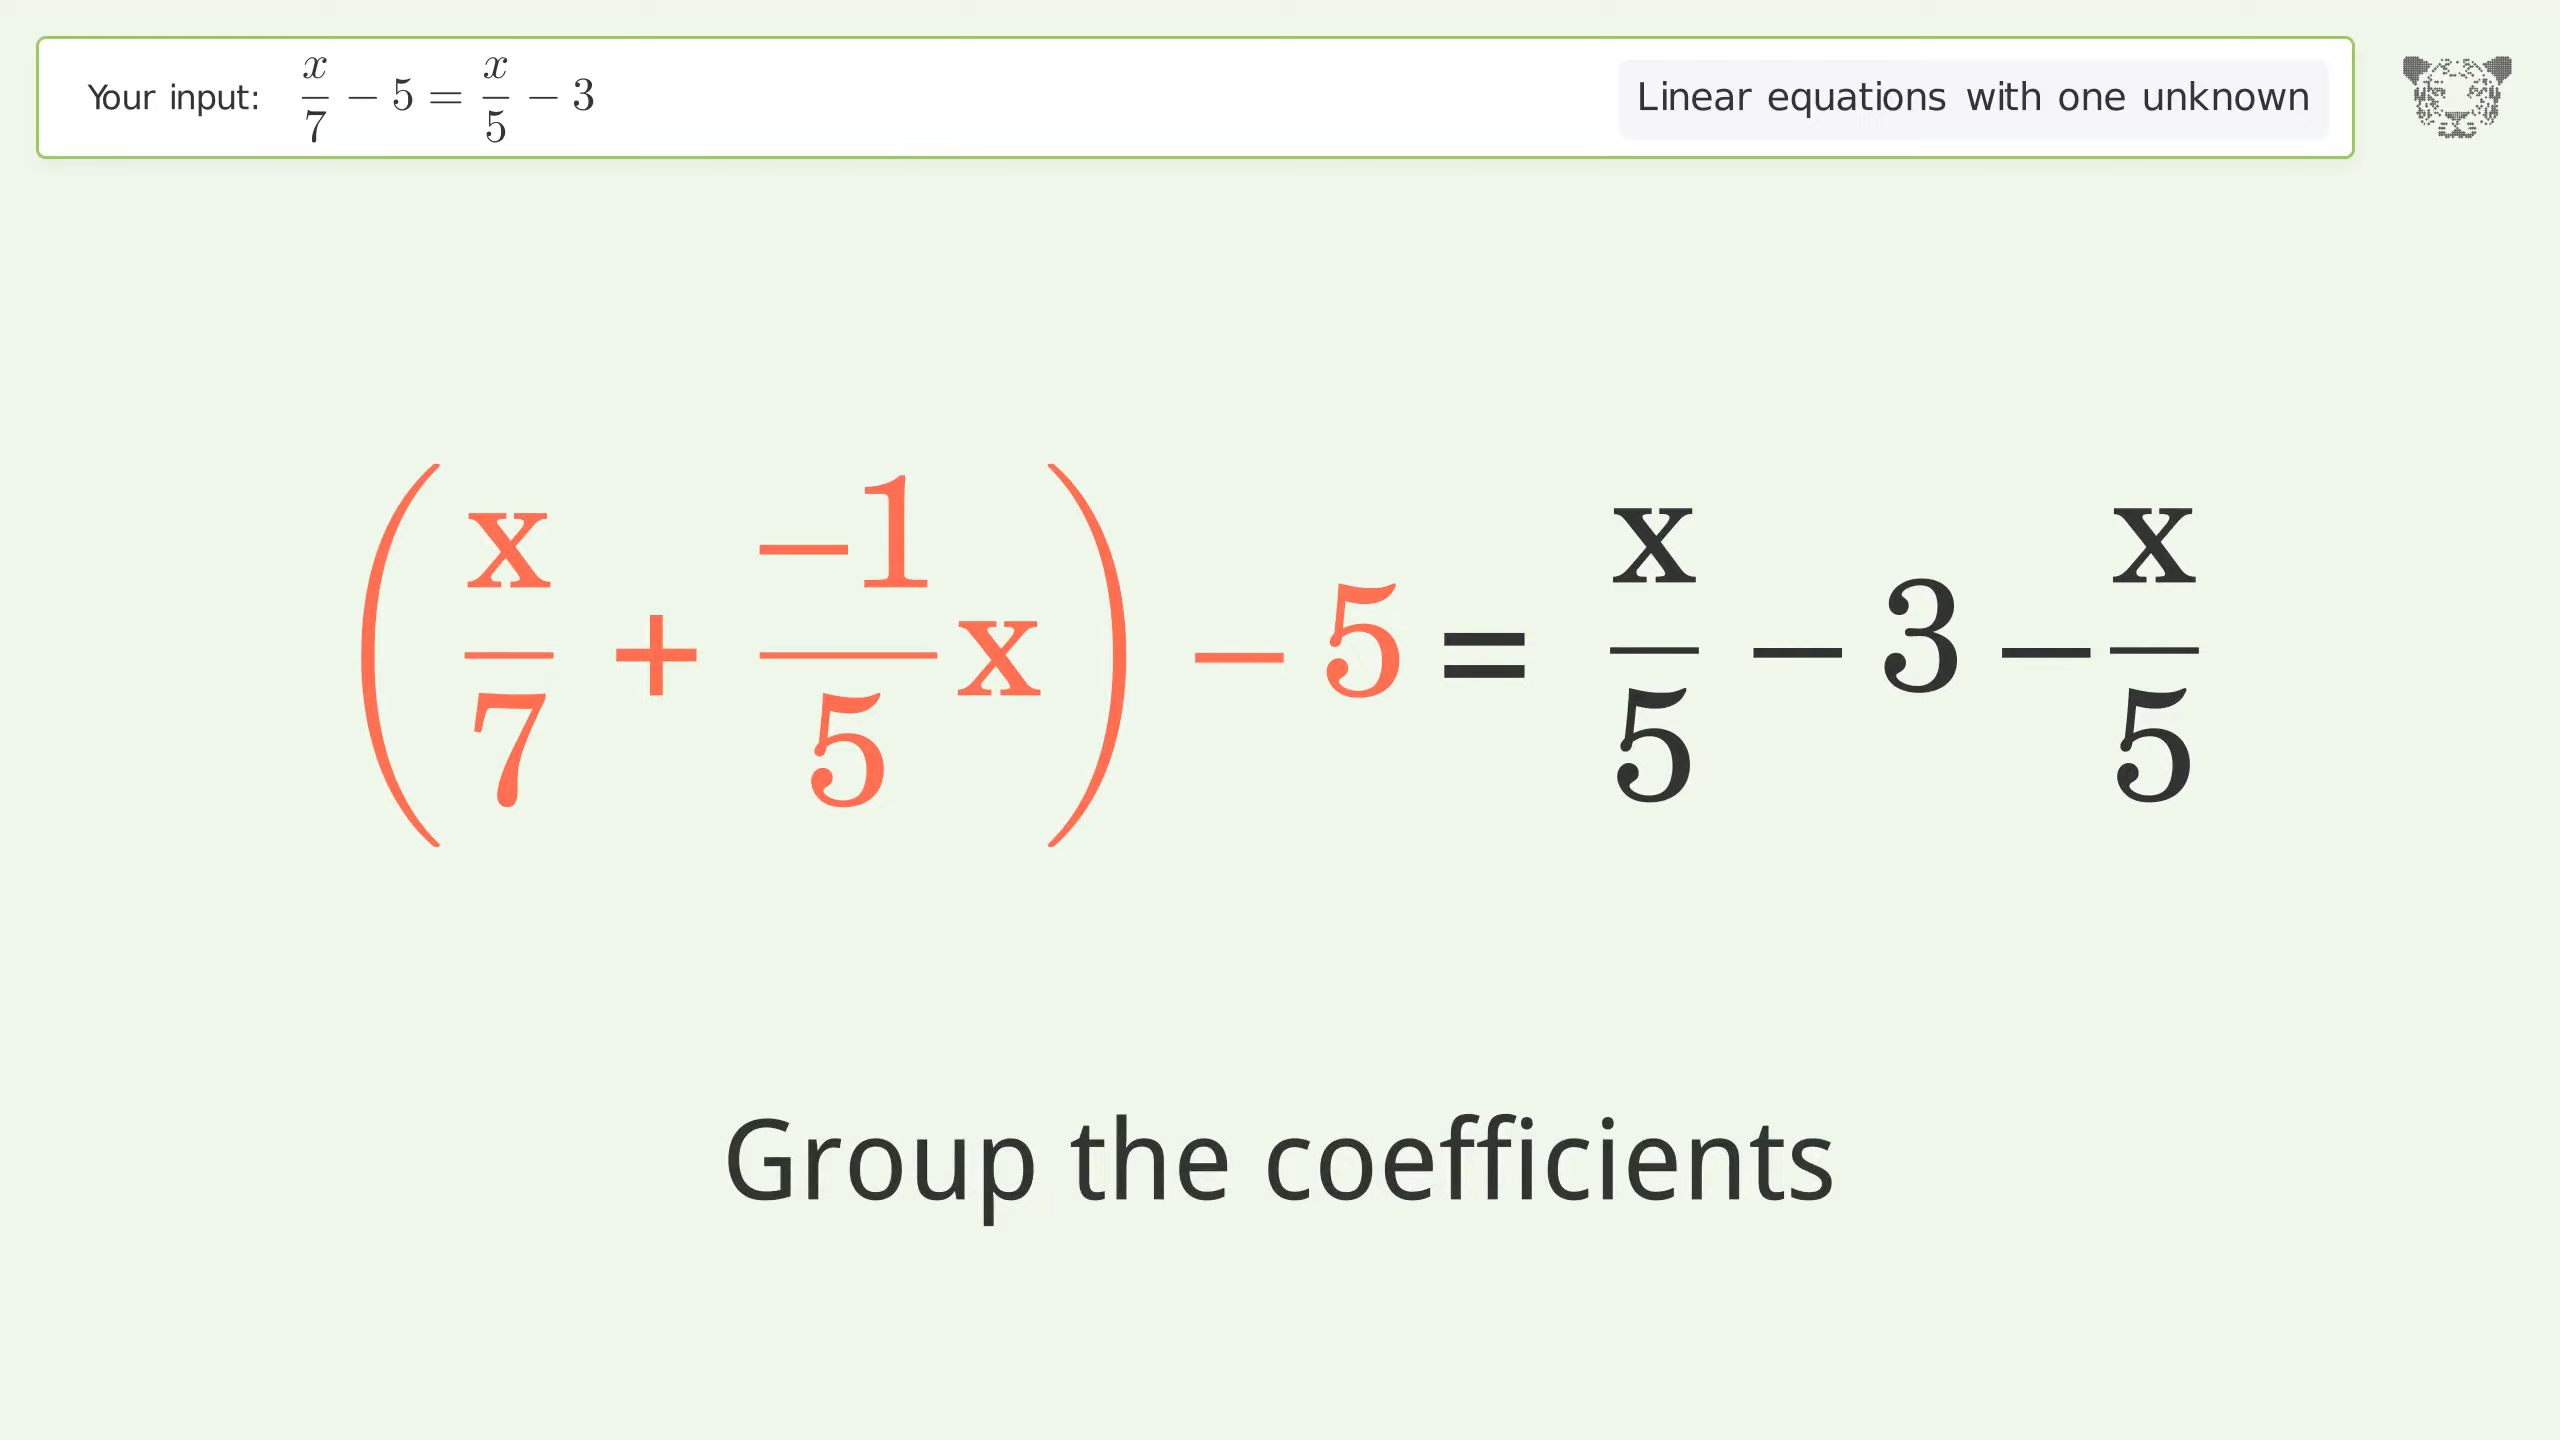 Your input: x/7 − 5 = x/5 − 3
Linear equations with one unknown
(x/7 + −1/5 x) − 5 = x/5 − 3 − x/5
Group the coefficients